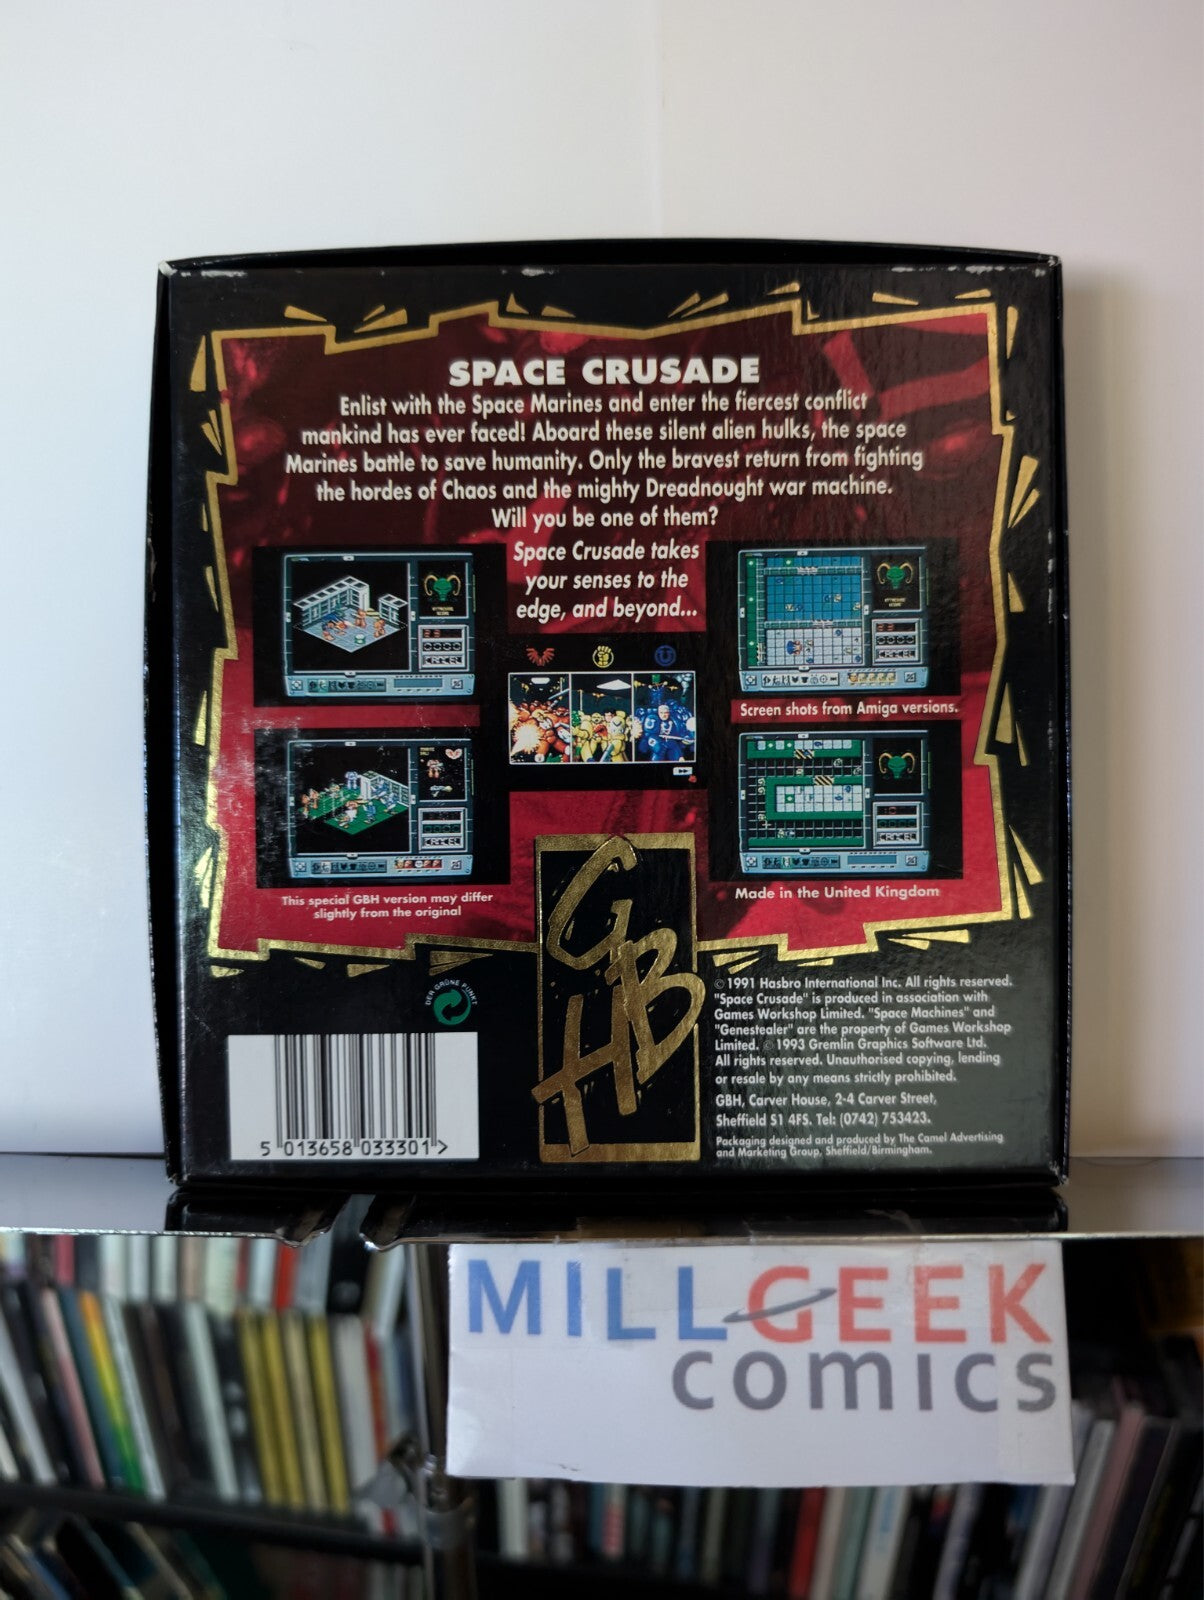 SPACE CRUSADE
Enlist with the Space Marines and enter the fiercest conflict
mankind has ever faced! Aboard these silent alien hulks, the space
Marines battle to save humanity. Only the bravest return from fighting
the hordes of Chaos and the mighty Dreadnought war machine.
Will you be one of them?
Space Crusade takes
your senses to the
edge, and beyond...
Screen shots from Amiga versions.
This special GBH version may differ
slightly from the original
Made in the United Kingdom
GBH
DER GRÜNE PUNKT
5 013658 033301 >
© 1991 Hasbro International Inc. All rights reserved.
"Space Crusade" is produced in association with
Games Workshop Limited. "Space Machines" and
"Genestealer" are the property of Games Workshop
Limited. © 1993 Gremlin Graphics Software Ltd.
All rights reserved. Unauthorised copying, lending
or resale by any means strictly prohibited.
GBH, Carver House, 2-4 Carver Street,
Sheffield S1 4FS. Tel: (0742) 753423.
Packaging designed and produced by The Camel Advertising
and Marketing Group, Sheffield/Birmingham.
MILLGEEK
comics